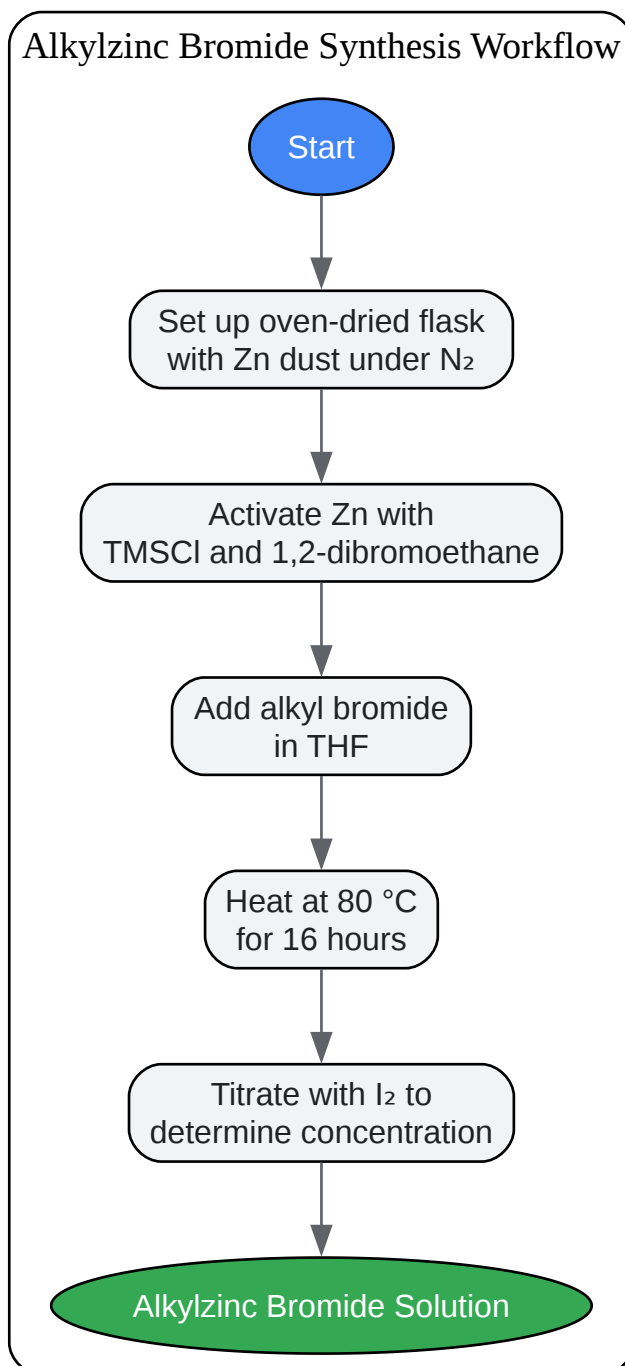 Alkylzinc Bromide Synthesis Workflow
Start
Set up oven-dried flask
with Zn dust under N₂
Activate Zn with
TMSCl and 1,2-dibromoethane
Add alkyl bromide
in THF
Heat at 80 °C
for 16 hours
Titrate with I₂ to
determine concentration
Alkylzinc Bromide Solution